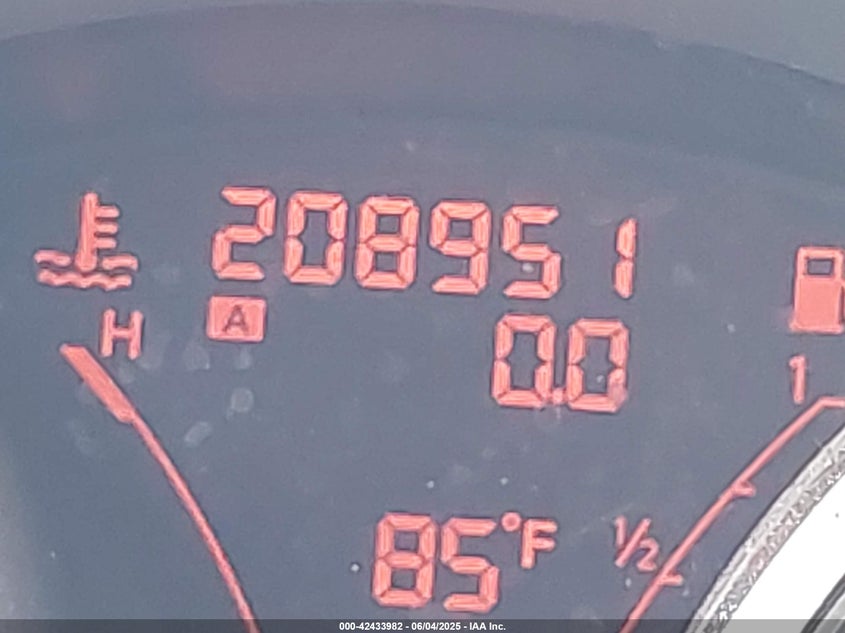 208951
H A 0.0
1
85°F 1/2
000-42433982 - 06/04/2025 - IAA Inc.